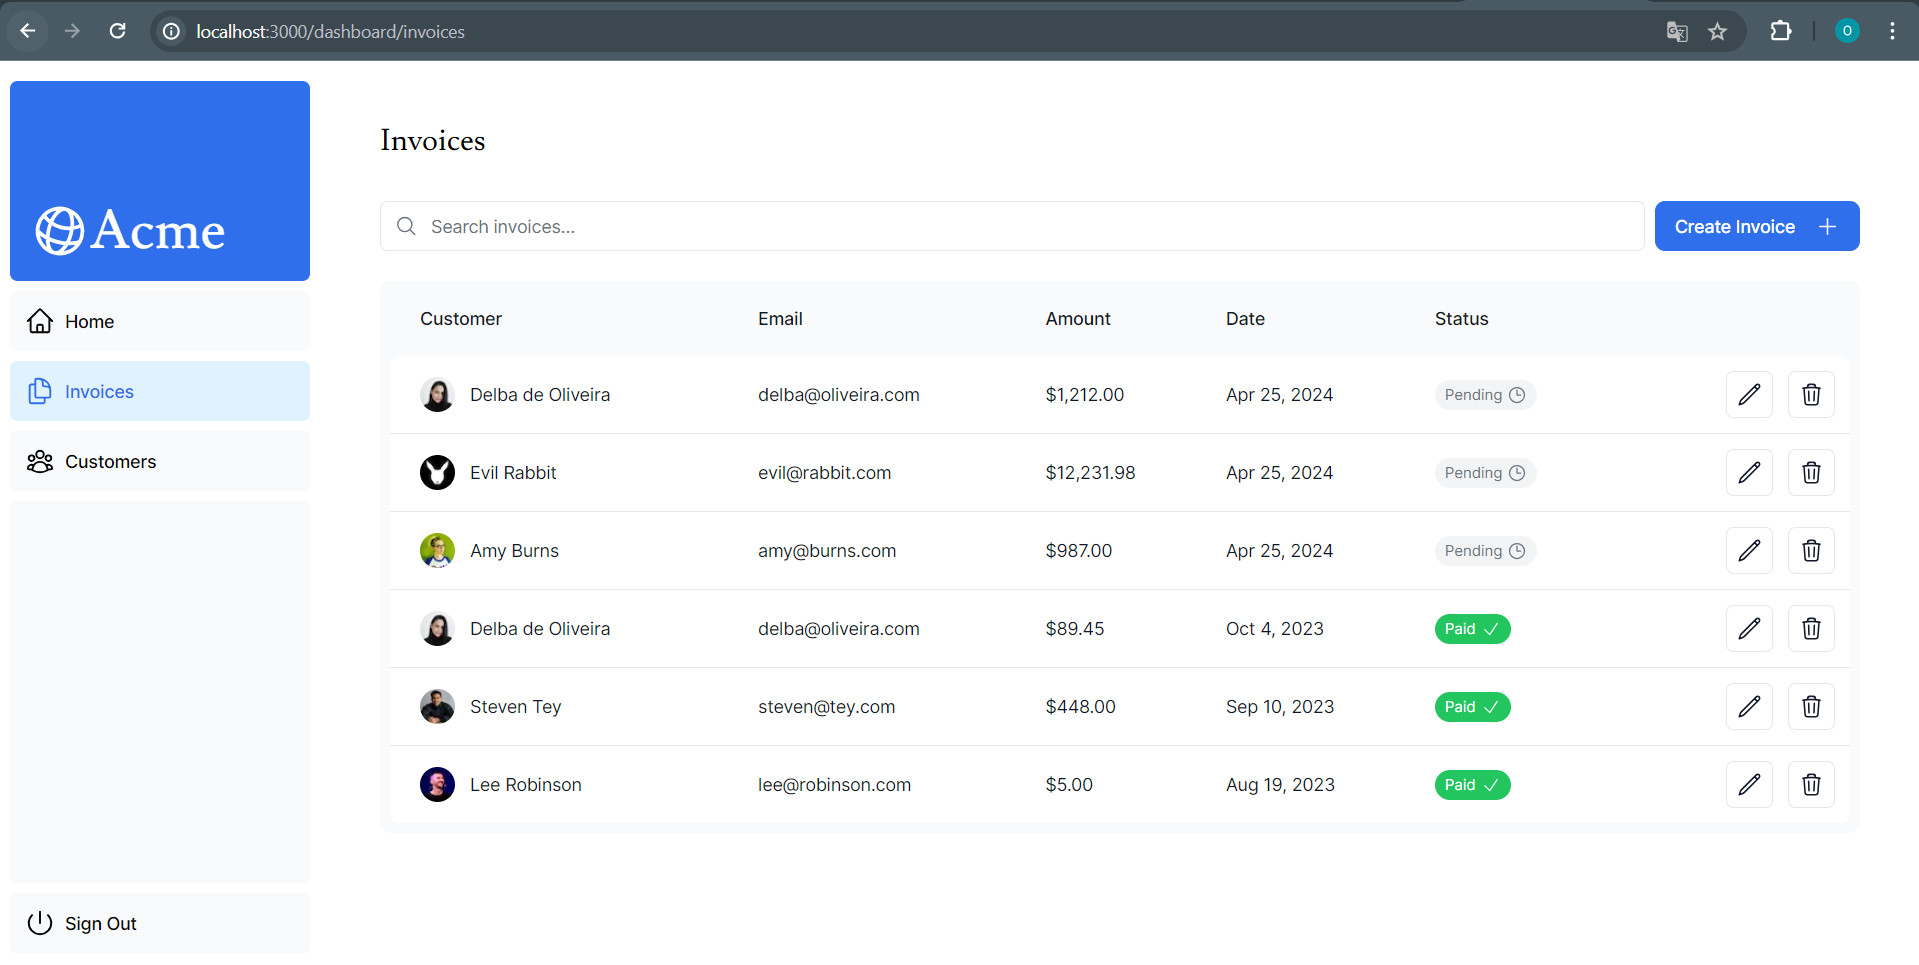 localhost:3000/dashboard/invoices
O
Acme
Home
Invoices
Customers
Sign Out
Invoices
Search invoices...
Create Invoice
Customer Email Amount Date Status
Delba de Oliveira delba@oliveira.com $1,212.00 Apr 25, 2024 Pending
Evil Rabbit evil@rabbit.com $12,231.98 Apr 25, 2024 Pending
Amy Burns amy@burns.com $987.00 Apr 25, 2024 Pending
Delba de Oliveira delba@oliveira.com $89.45 Oct 4, 2023 Paid
Steven Tey steven@tey.com $448.00 Sep 10, 2023 Paid
Lee Robinson lee@robinson.com $5.00 Aug 19, 2023 Paid